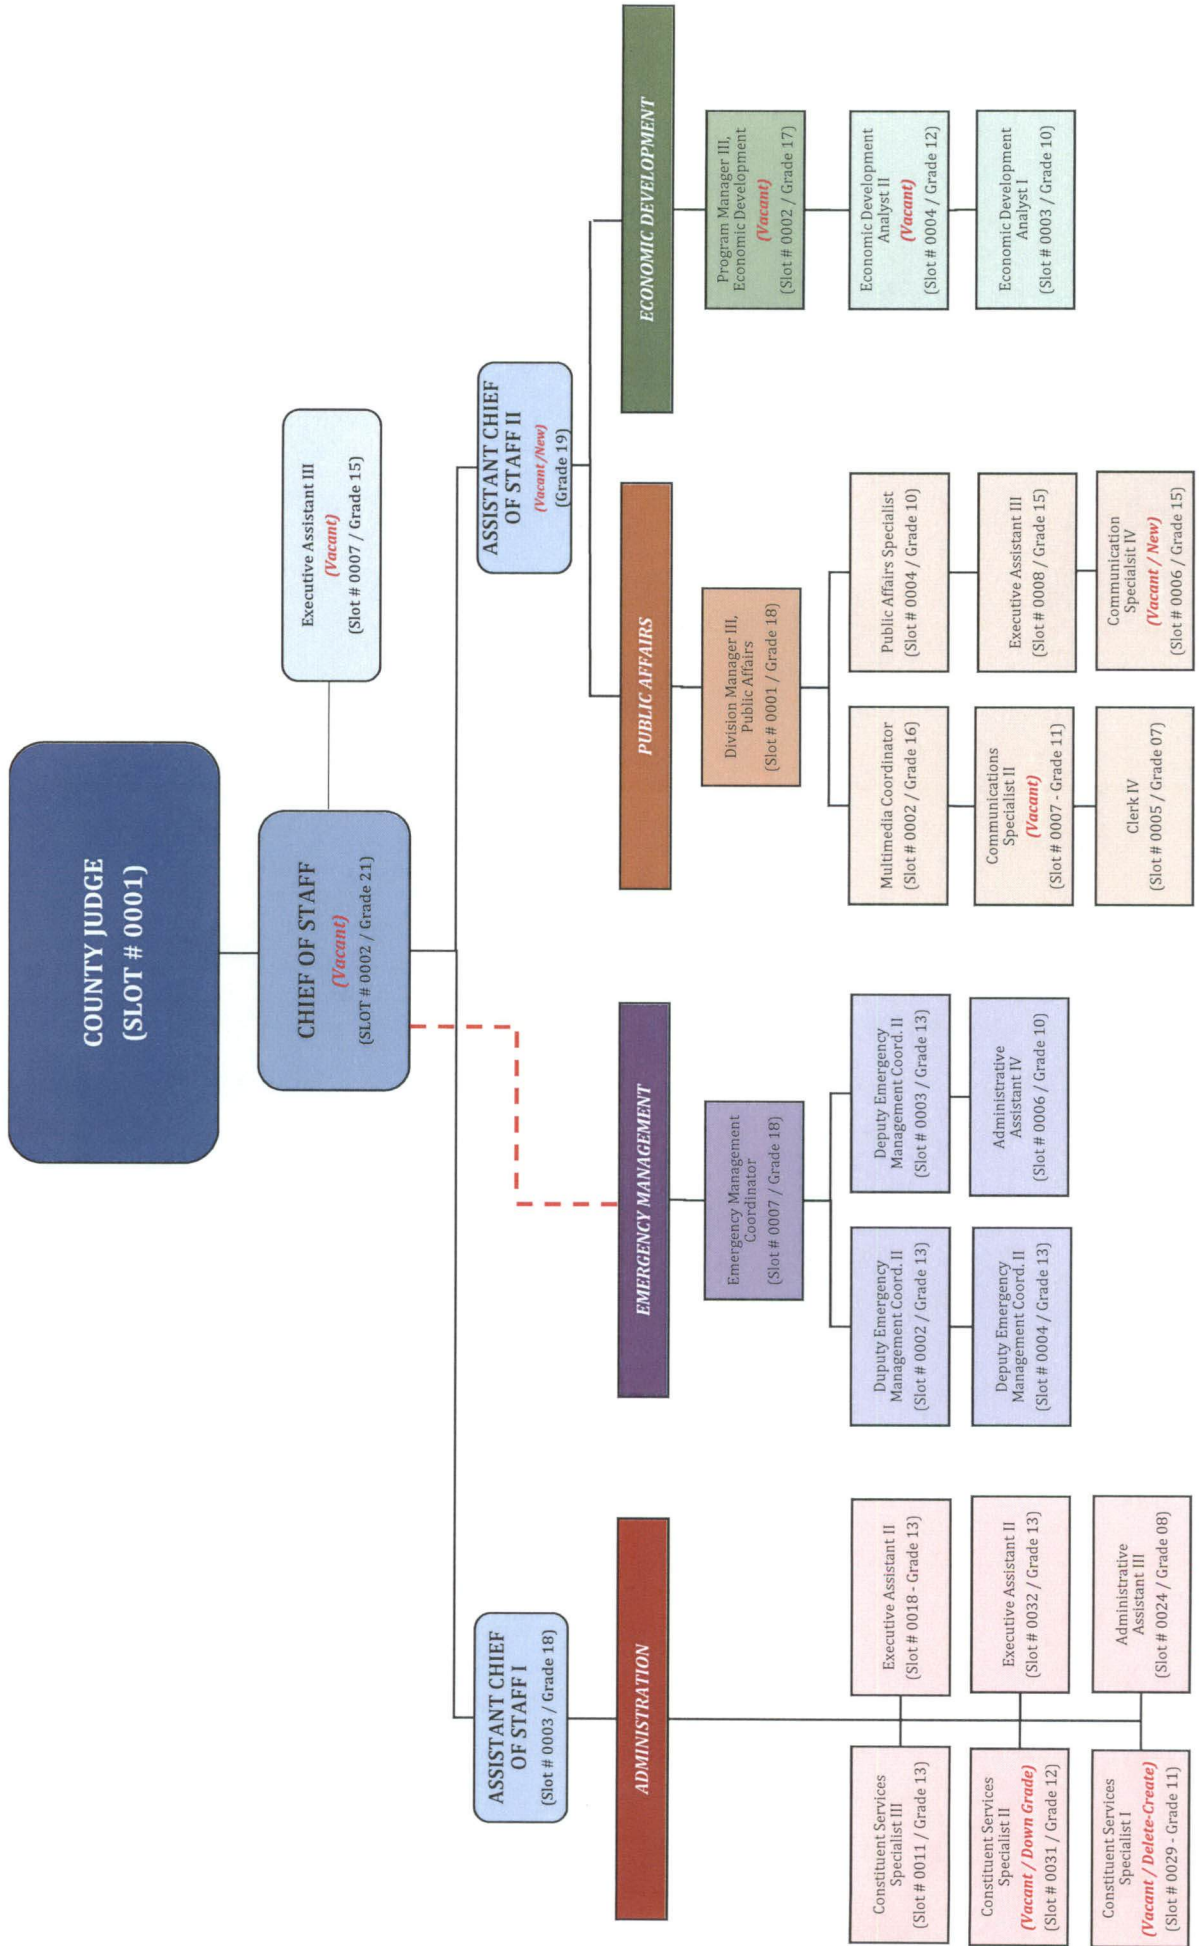 COUNTY JUDGE
(SLOT # 0001)
CHIEF OF STAFF
(Vacant)
(SLOT # 0002 / Grade 21)
Executive Assistant III
(Vacant)
(Slot # 0007 / Grade 15)
ASSISTANT CHIEF
OF STAFF I
(Slot # 0003 / Grade 18)
ASSISTANT CHIEF
OF STAFF II
(Vacant /New)
(Grade 19)
ADMINISTRATION
EMERGENCY MANAGEMENT
PUBLIC AFFAIRS
ECONOMIC DEVELOPMENT
Constituent Services
Specialist III
(Slot # 0011 / Grade 13)
Executive Assistant II
(Slot # 0018 - Grade 13)
Constituent Services
Specialist II
(Vacant / Down Grade)
(Slot # 0031 / Grade 12)
Executive Assistant II
(Slot # 0032 / Grade 13)
Constituent Services
Specialist I
(Vacant / Delete-Create)
(Slot # 0029 - Grade 11)
Administrative
Assistant III
(Slot # 0024 / Grade 08)
Emergency Management
Coordinator
(Slot # 0007 / Grade 18)
Duputy Emergency
Management Coord. II
(Slot # 0002 / Grade 13)
Deputy Emergency
Management Coord. II
(Slot # 0003 / Grade 13)
Deputy Emergency
Management Coord. II
(Slot # 0004 / Grade 13)
Administrative
Assistant IV
(Slot # 0006 / Grade 10)
Division Manager III,
Public Affairs
(Slot # 0001 / Grade 18)
Multimedia Coordinator
(Slot # 0002 / Grade 16)
Public Affairs Specialist
(Slot # 0004 / Grade 10)
Communications
Specialist II
(Vacant)
(Slot # 0007 - Grade 11)
Executive Assistant III
(Slot # 0008 / Grade 15)
Clerk IV
(Slot # 0005 / Grade 07)
Communication
Specialsit IV
(Vacant / New)
(Slot # 0006 / Grade 15)
Program Manager III,
Economic Development
(Vacant)
(Slot # 0002 / Grade 17)
Economic Development
Analyst II
(Vacant)
(Slot # 0004 / Grade 12)
Economic Development
Analyst I
(Slot # 0003 / Grade 10)